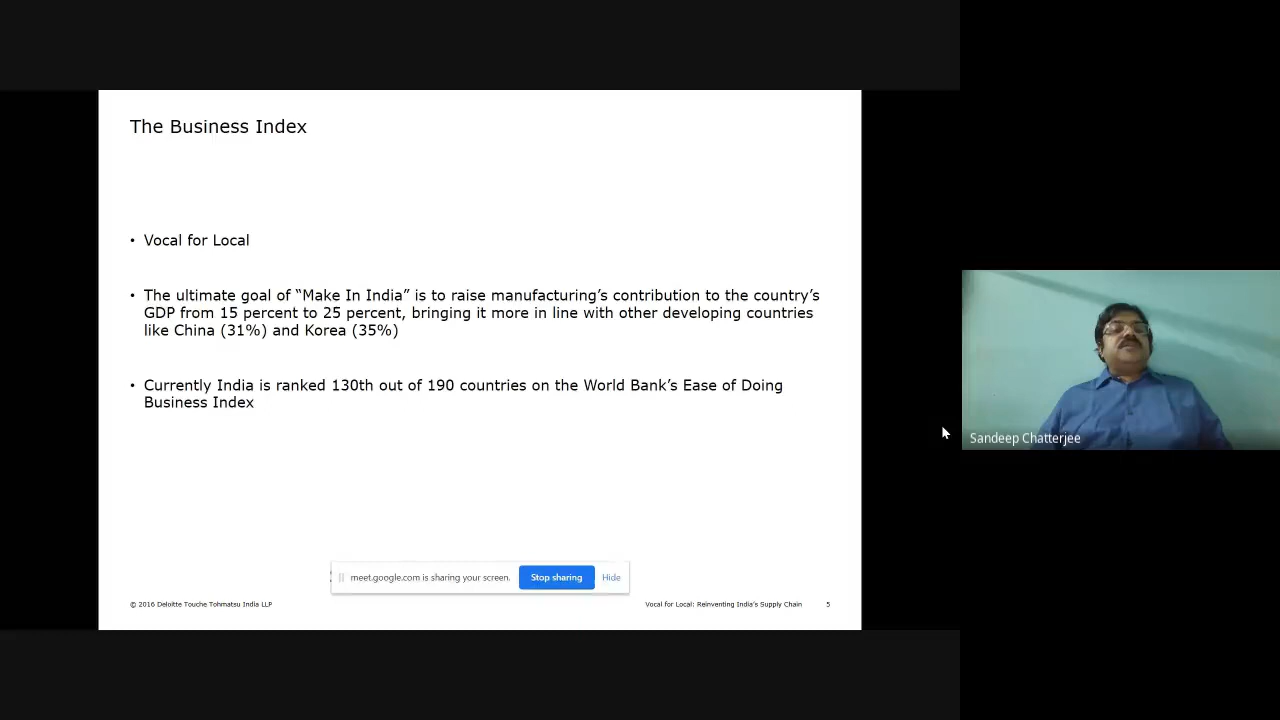 The Business Index
• Vocal for Local
• The ultimate goal of “Make In India” is to raise manufacturing’s contribution to the country’s
GDP from 15 percent to 25 percent, bringing it more in line with other developing countries
like China (31%) and Korea (35%)
• Currently India is ranked 130th out of 190 countries on the World Bank’s Ease of Doing
Business Index
Sandeep Chatterjee
meet.google.com is sharing your screen.
Stop sharing
Hide
© 2016 Deloitte Touche Tohmatsu India LLP
Vocal for Local: Reinventing India’s Supply Chain
5